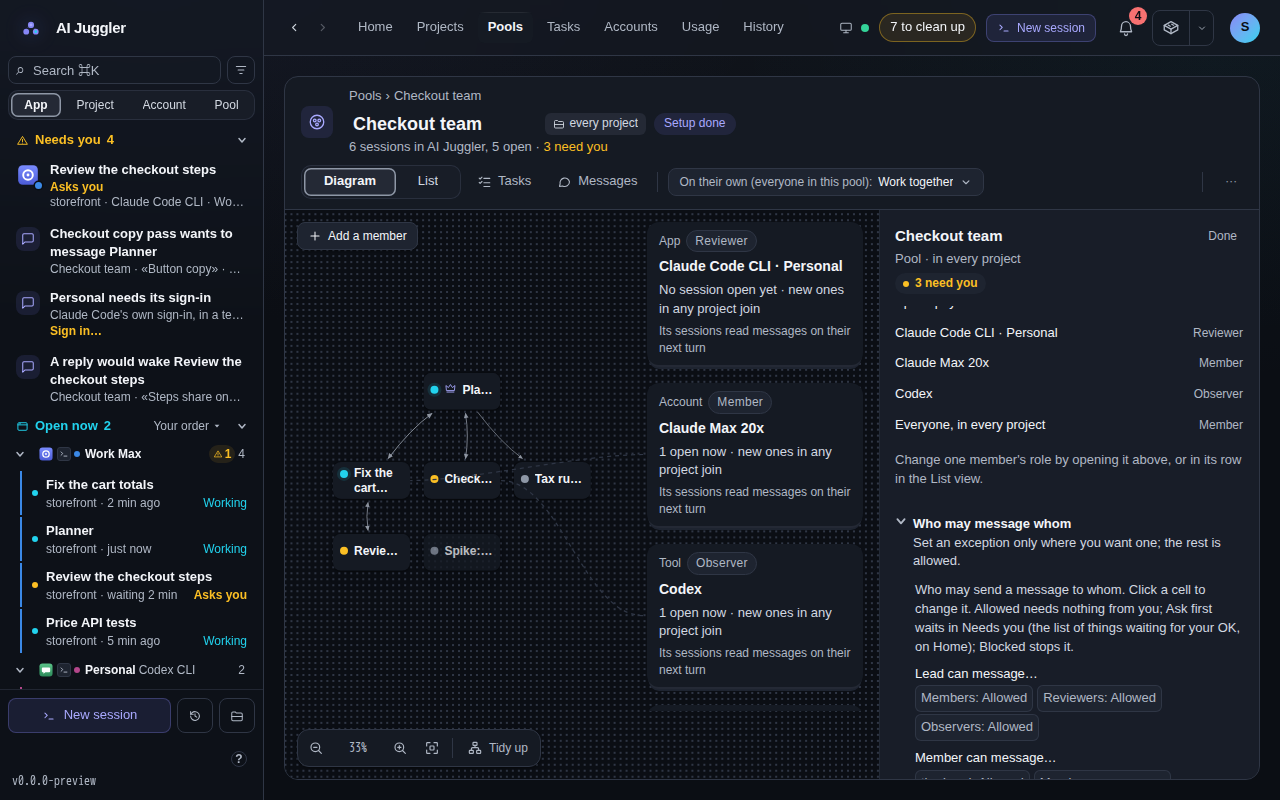 AI Juggler
Search ⌘K
App
Project
Account
Pool
Needs you 4
Review the checkout steps
Asks you
storefront · Claude Code CLI · Wo…
Checkout copy pass wants to
message Planner
Checkout team · «Button copy» · …
Personal needs its sign-in
Claude Code's own sign-in, in a te…
Sign in…
A reply would wake Review the
checkout steps
Checkout team · «Steps share on…
Open now 2
Your order
Work Max
1
4
Fix the cart totals
storefront · 2 min ago
Working
Planner
storefront · just now
Working
Review the checkout steps
storefront · waiting 2 min
Asks you
Price API tests
storefront · 5 min ago
Working
Personal Codex CLI
2
New session
?
v0.0.0-preview
Home
Projects
Pools
Tasks
Accounts
Usage
History
7 to clean up
New session
4
S
Pools › Checkout team
Checkout team
every project
Setup done
6 sessions in AI Juggler, 5 open · 3 need you
Diagram
List
Tasks
Messages
On their own (everyone in this pool): Work together
Add a member
Pla…
Fix the
cart…
Check…
Tax ru…
Revie…
Spike:…
App
Reviewer
Claude Code CLI · Personal
No session open yet · new ones
in any project join
Its sessions read messages on their
next turn
Account
Member
Claude Max 20x
1 open now · new ones in any
project join
Its sessions read messages on their
next turn
Tool
Observer
Codex
1 open now · new ones in any
project join
Its sessions read messages on their
next turn
33%
Tidy up
Checkout team
Done
Pool · in every project
3 need you
Claude Code CLI · Personal
Reviewer
Claude Max 20x
Member
Codex
Observer
Everyone, in every project
Member
Change one member's role by opening it above, or in its row
in the List view.
Who may message whom
Set an exception only where you want one; the rest is
allowed.
Who may send a message to whom. Click a cell to
change it. Allowed needs nothing from you; Ask first
waits in Needs you (the list of things waiting for your OK,
on Home); Blocked stops it.
Lead can message…
Members: Allowed
Reviewers: Allowed
Observers: Allowed
Member can message…